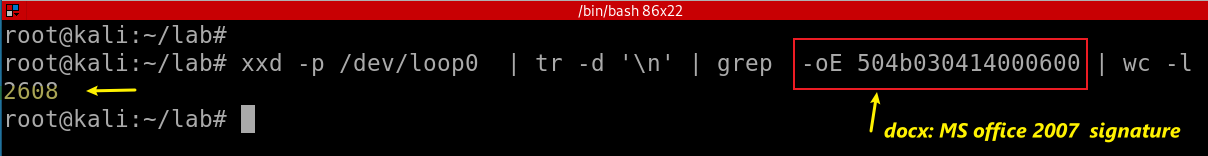 /bin/bash 86x22
root@kali:~/lab#
root@kali:~/lab# xxd -p /dev/loop0  | tr -d '\n' | grep  -oE 504b030414000600 | wc -l
2608
root@kali:~/lab#
docx: MS office 2007 signature